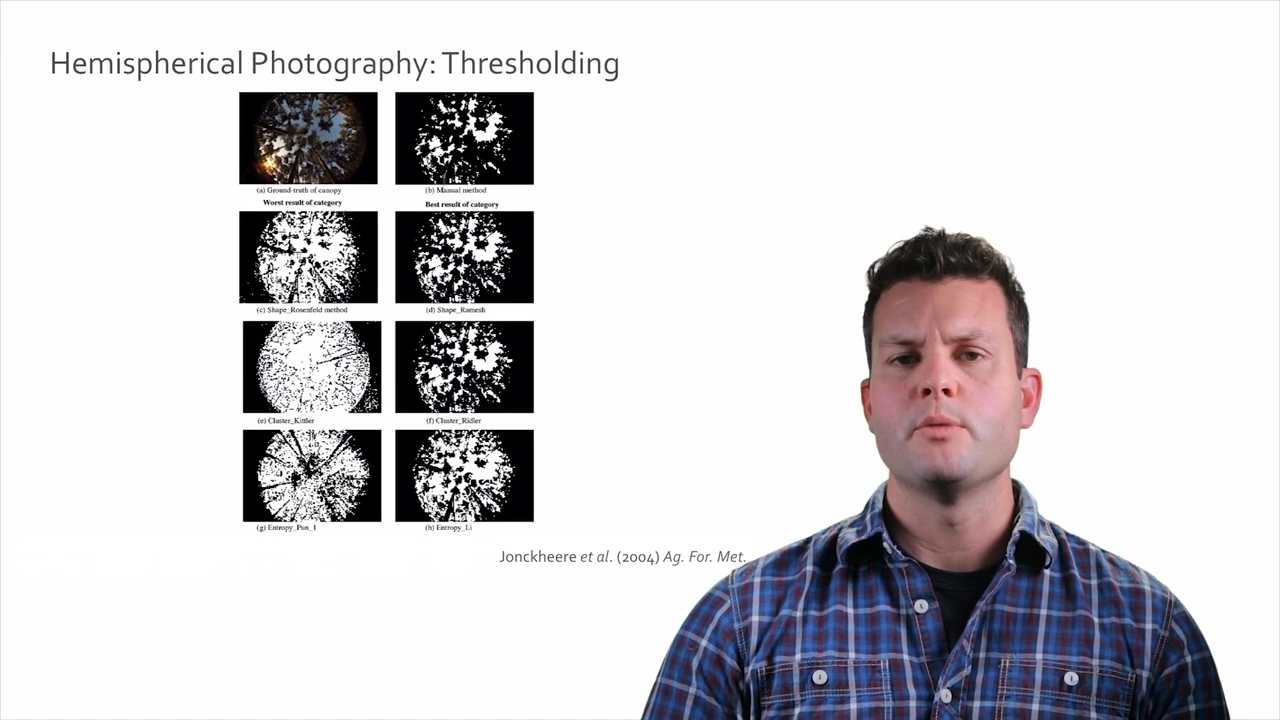 Hemispherical Photography: Thresholding
(a) Ground-truth of canopy
(b) Manual method
Worst result of category
Best result of category
(c) Shape_Rosenfeld method
(d) Shape_Ramesh
(e) Cluster_Kittler
(f) Cluster_Ridler
(g) Entropy_Pun_1
(h) Entropy_Li
Jonckheere et al. (2004) Ag. For. Met.